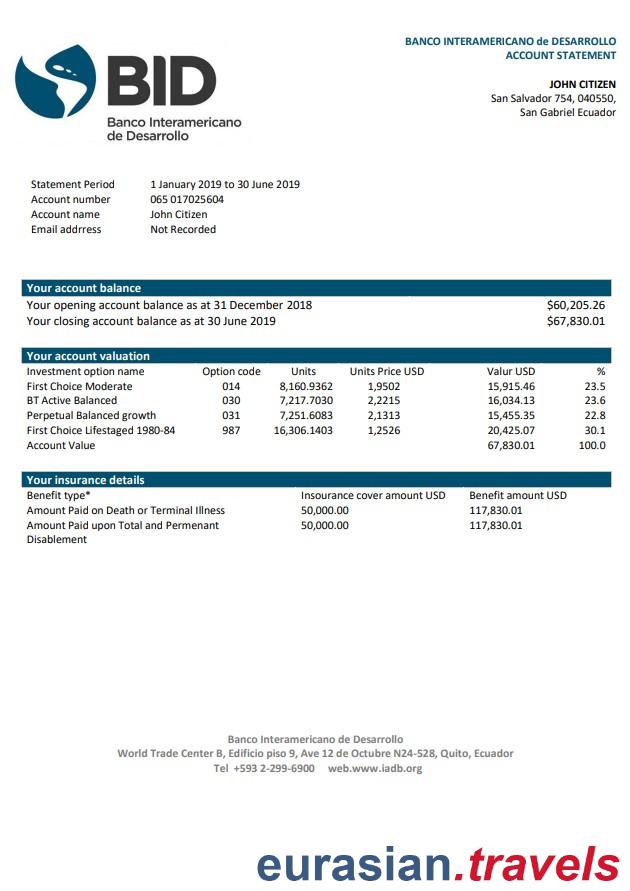 BID
Banco Interamericano
de Desarrollo
BANCO INTERAMERICANO de DESARROLLO
ACCOUNT STATEMENT
JOHN CITIZEN
San Salvador 754, 040550,
San Gabriel Ecuador
Statement Period 1 January 2019 to 30 June 2019
Account number 065 017025604
Account name John Citizen
Email addrress Not Recorded
Your account balance
Your opening account balance as at 31 December 2018 $60,205.26
Your closing account balance as at 30 June 2019 $67,830.01
Your account valuation
Investment option name Option code Units Units Price USD Valur USD %
First Choice Moderate 014 8,160.9362 1,9502 15,915.46 23.5
BT Active Balanced 030 7,217.7030 2,2215 16,034.13 23.6
Perpetual Balanced growth 031 7,251.6083 2,1313 15,455.35 22.8
First Choice Lifestaged 1980-84 987 16,306.1403 1,2526 20,425.07 30.1
Account Value 67,830.01 100.0
Your insurance details
Benefit type* Insourance cover amount USD Benefit amount USD
Amount Paid on Death or Terminal Illness 50,000.00 117,830.01
Amount Paid upon Total and Permenant 50,000.00 117,830.01
Disablement
Banco Interamericano de Desarrollo
World Trade Center B, Edificio piso 9, Ave 12 de Octubre N24-528, Quito, Ecuador
Tel +593 2-299-6900 web.www.iadb.org
eurasian.travels